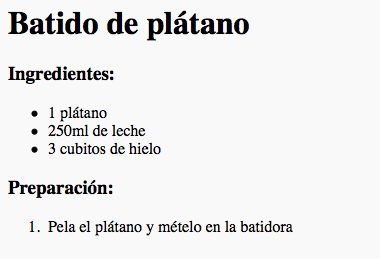 Batido de plátano
Ingredientes:
• 1 plátano
• 250ml de leche
• 3 cubitos de hielo
Preparación:
1. Pela el plátano y mételo en la batidora